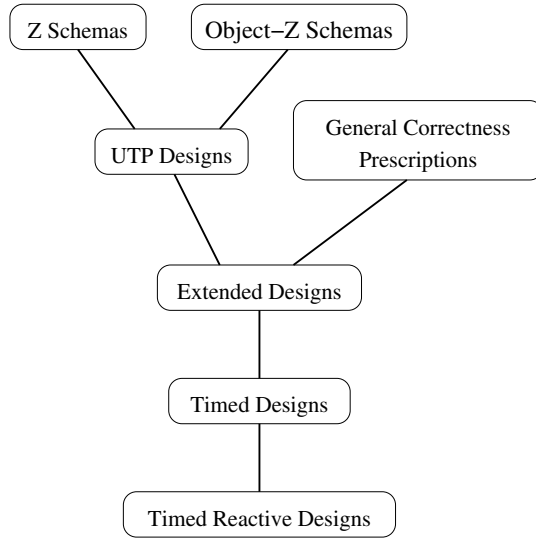 Z Schemas
Object−Z Schemas
UTP Designs
General Correctness
Prescriptions
Extended Designs
Timed Designs
Timed Reactive Designs